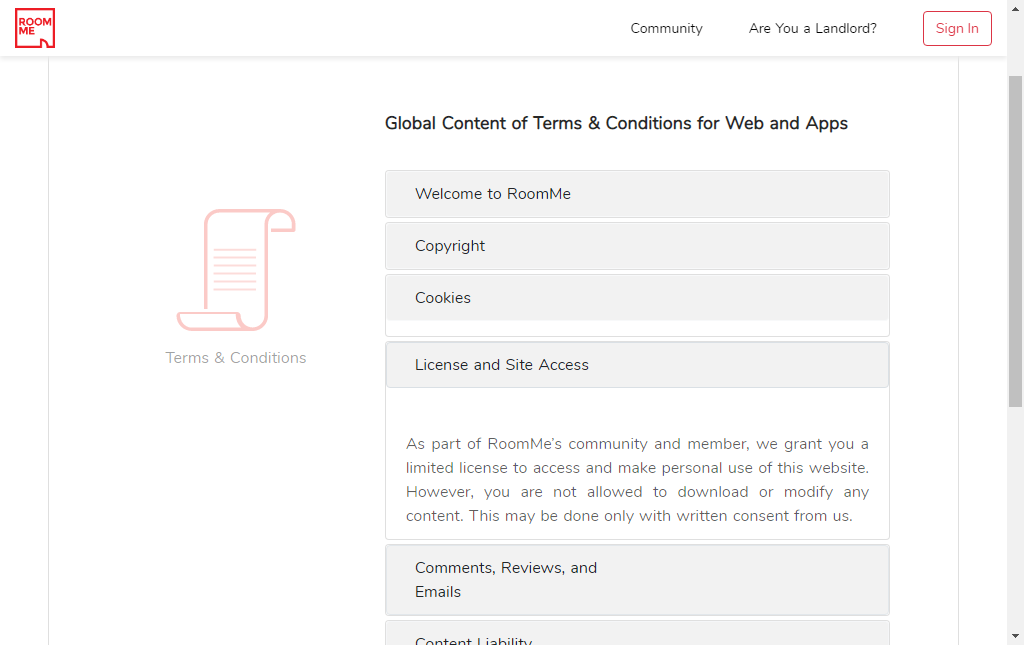 ROOM
ME
Community
Are You a Landlord?
Sign In
Global Content of Terms & Conditions for Web and Apps
Terms & Conditions
Welcome to RoomMe
Copyright
Cookies
License and Site Access
As part of RoomMe’s community and member, we grant you a
limited license to access and make personal use of this website.
However, you are not allowed to download or modify any
content. This may be done only with written consent from us.
Comments, Reviews, and
Emails
Content Liability